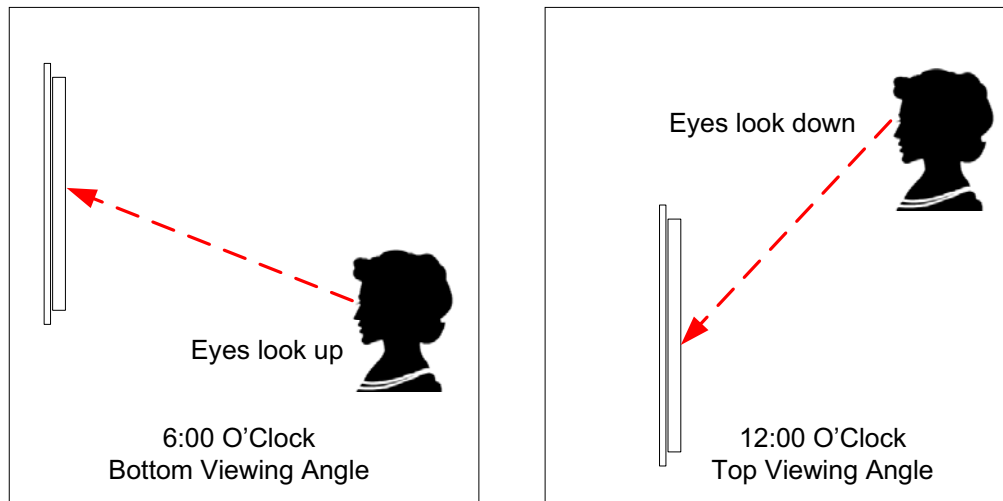 Eyes look up
6:00 O’Clock
Bottom Viewing Angle
Eyes look down
12:00 O’Clock
Top Viewing Angle